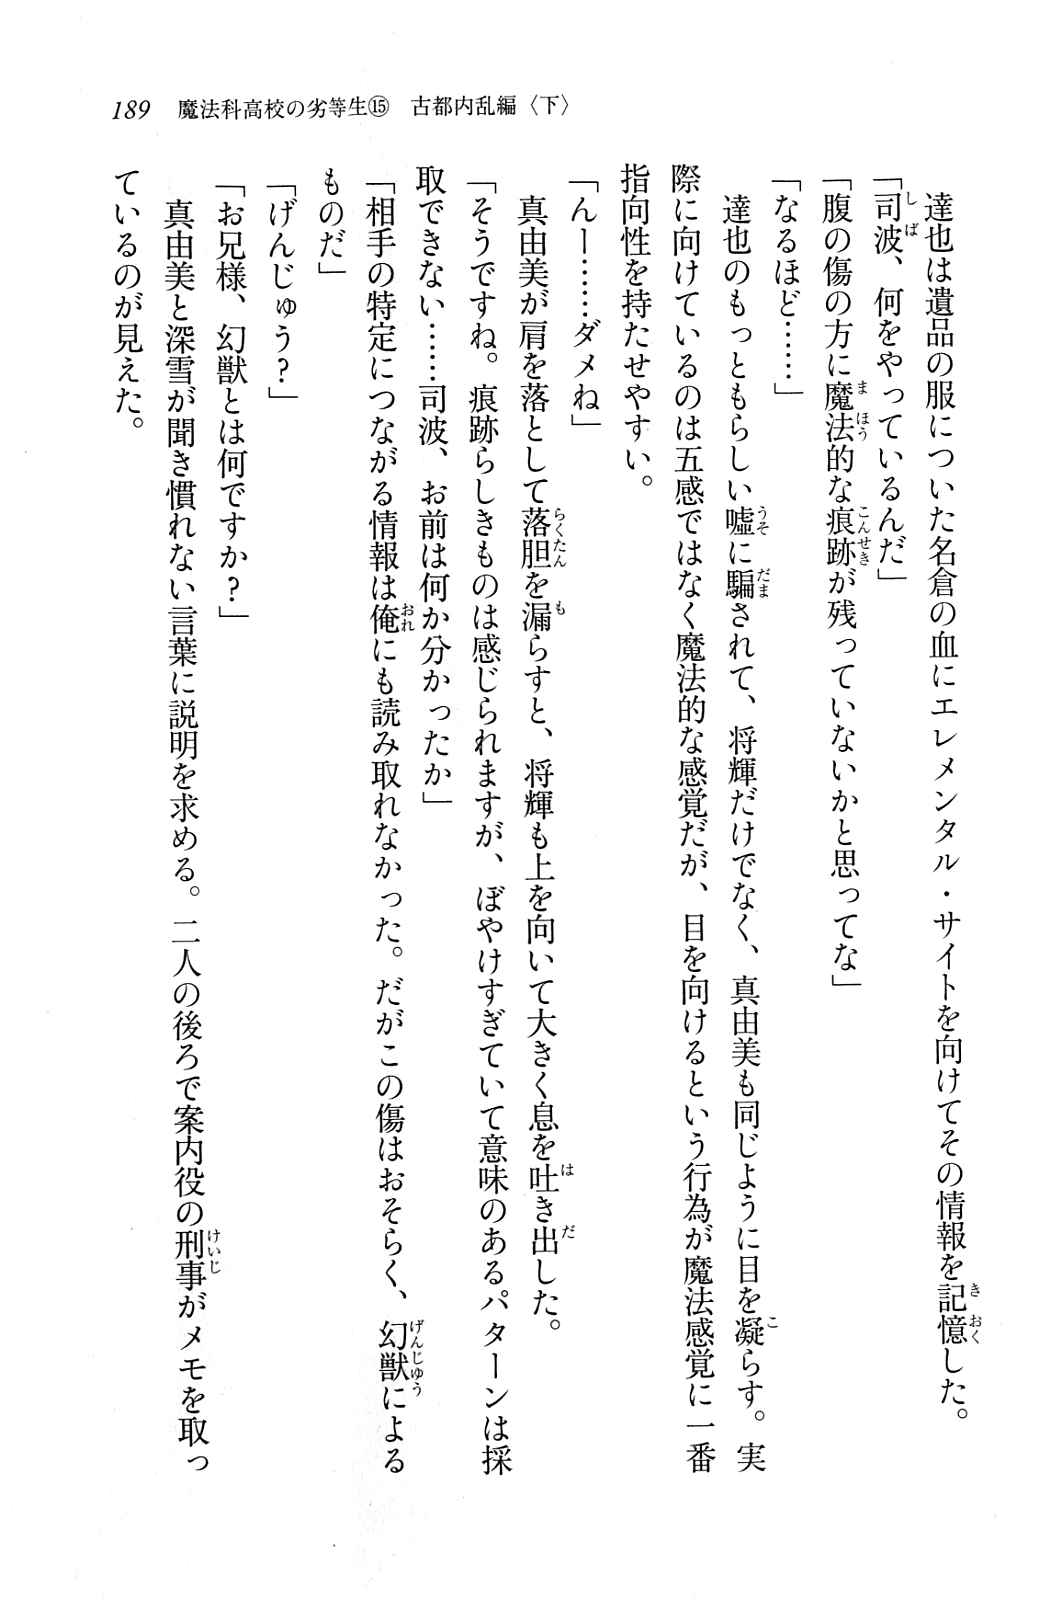 189　魔法科高校の劣等生⑮　古都内乱編〈下〉
　達也は遺品の服についた名倉の血にエレメンタル・サイトを向けてその情報を記憶した。
「司波、何をやっているんだ」
「腹の傷の方に魔法的な痕跡が残っていないかと思ってな」
「なるほど……」
　達也のもっともらしい嘘に騙されて、将輝だけでなく、真由美も同じように目を凝らす。実
際に向けているのは五感ではなく魔法的な感覚だが、目を向けるという行為が魔法感覚に一番
指向性を持たせやすい。
「んー……ダメね」
　真由美が肩を落として落胆を漏らすと、将輝も上を向いて大きく息を吐き出した。
「そうですね。痕跡らしきものは感じられますが、ぼやけすぎていて意味のあるパターンは採
取できない……司波、お前は何か分かったか」
「相手の特定につながる情報は俺にも読み取れなかった。だがこの傷はおそらく、幻獣による
ものだ」
「げんじゅう？」
「お兄様、幻獣とは何ですか？」
　真由美と深雪が聞き慣れない言葉に説明を求める。二人の後ろで案内役の刑事がメモを取っ
ているのが見えた。